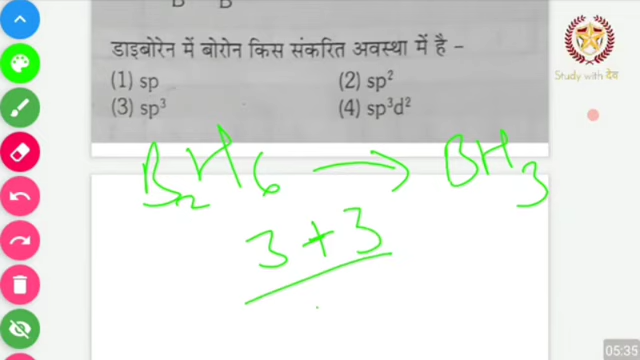 B B
डाइबोरेन में बोरोन किस संकरित अवस्था में है -
(1) sp (2) sp²
(3) sp³ (4) sp³d²
Study with देव
B₂H₆ → BH₃
3 + 3
05:35